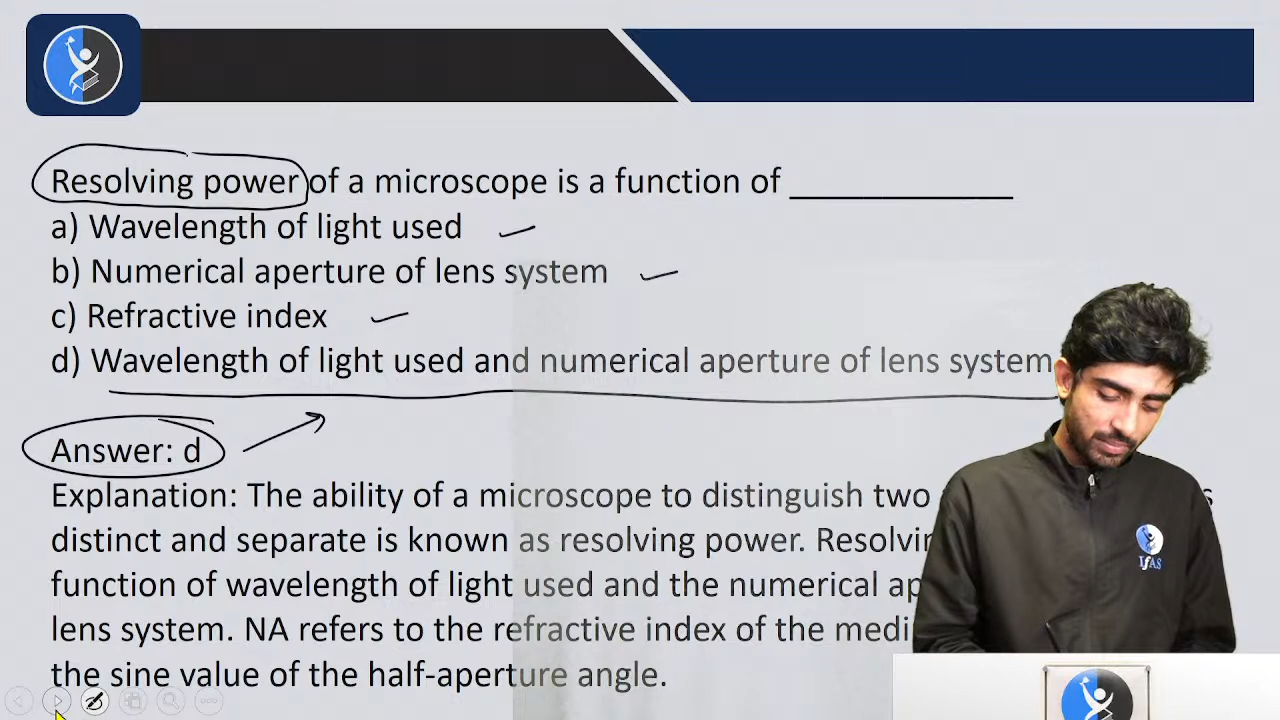 Resolving power of a microscope is a function of ____________
a) Wavelength of light used
b) Numerical aperture of lens system
c) Refractive index
d) Wavelength of light used and numerical aperture of lens system
Answer: d
Explanation: The ability of a microscope to distinguish two
distinct and separate is known as resolving power.
function of wavelength of light used and the numerical
lens system. NA refers to the refractive index of the
the sine value of the half-aperture angle.
IFAS